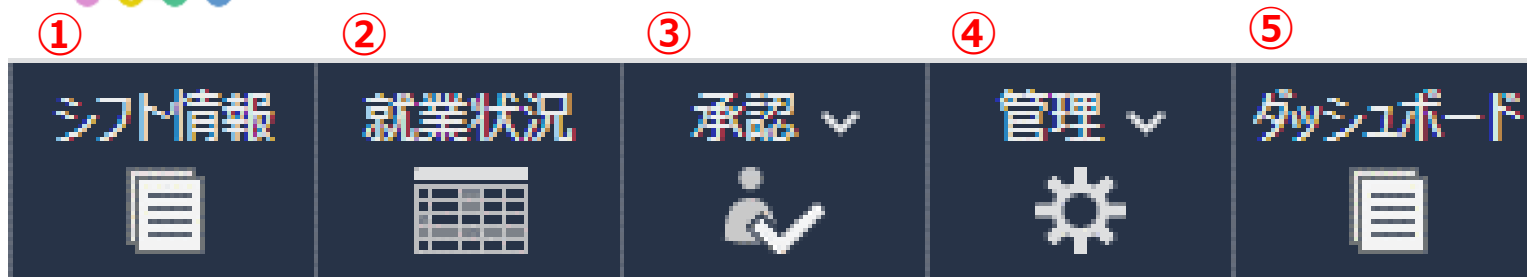 ① ② ③ ④ ⑤
シフト情報 就業状況 承認 管理 ダッシュボード